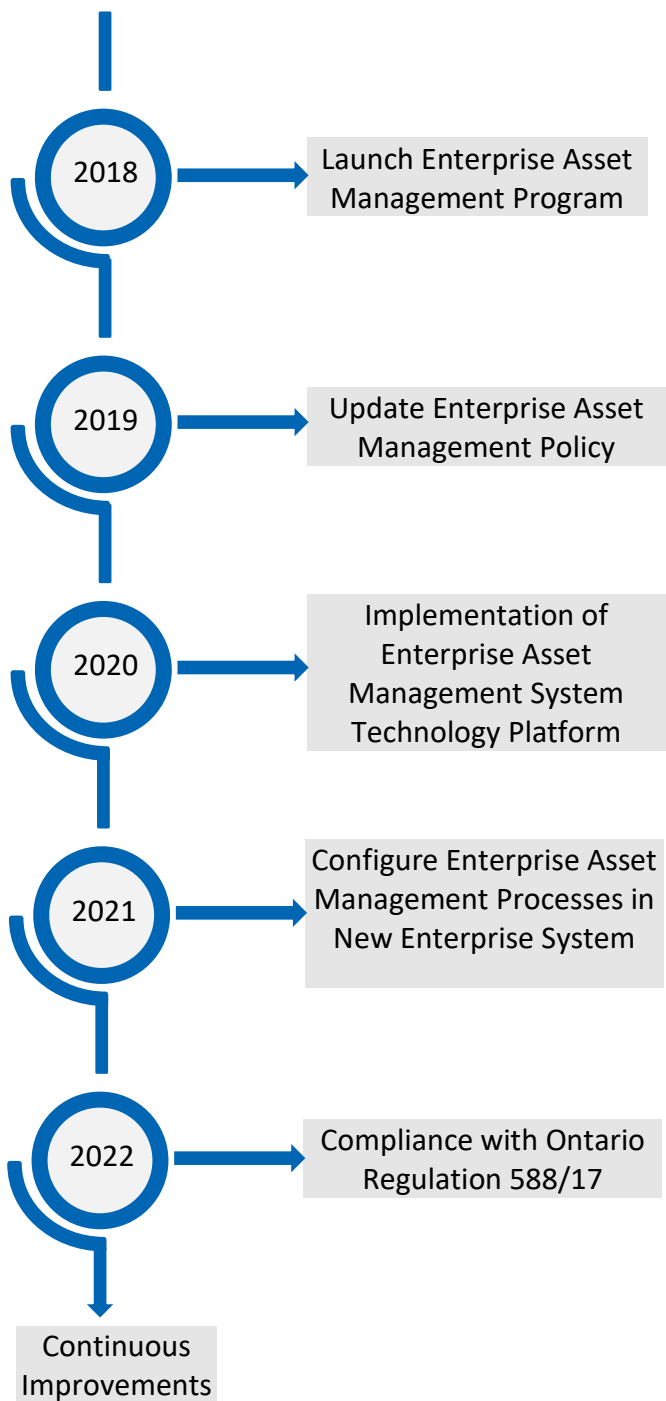 2018
Launch Enterprise Asset
Management Program
2019
Update Enterprise Asset
Management Policy
2020
Implementation of
Enterprise Asset
Management System
Technology Platform
2021
Configure Enterprise Asset
Management Processes in
New Enterprise System
2022
Compliance with Ontario
Regulation 588/17
Continuous
Improvements